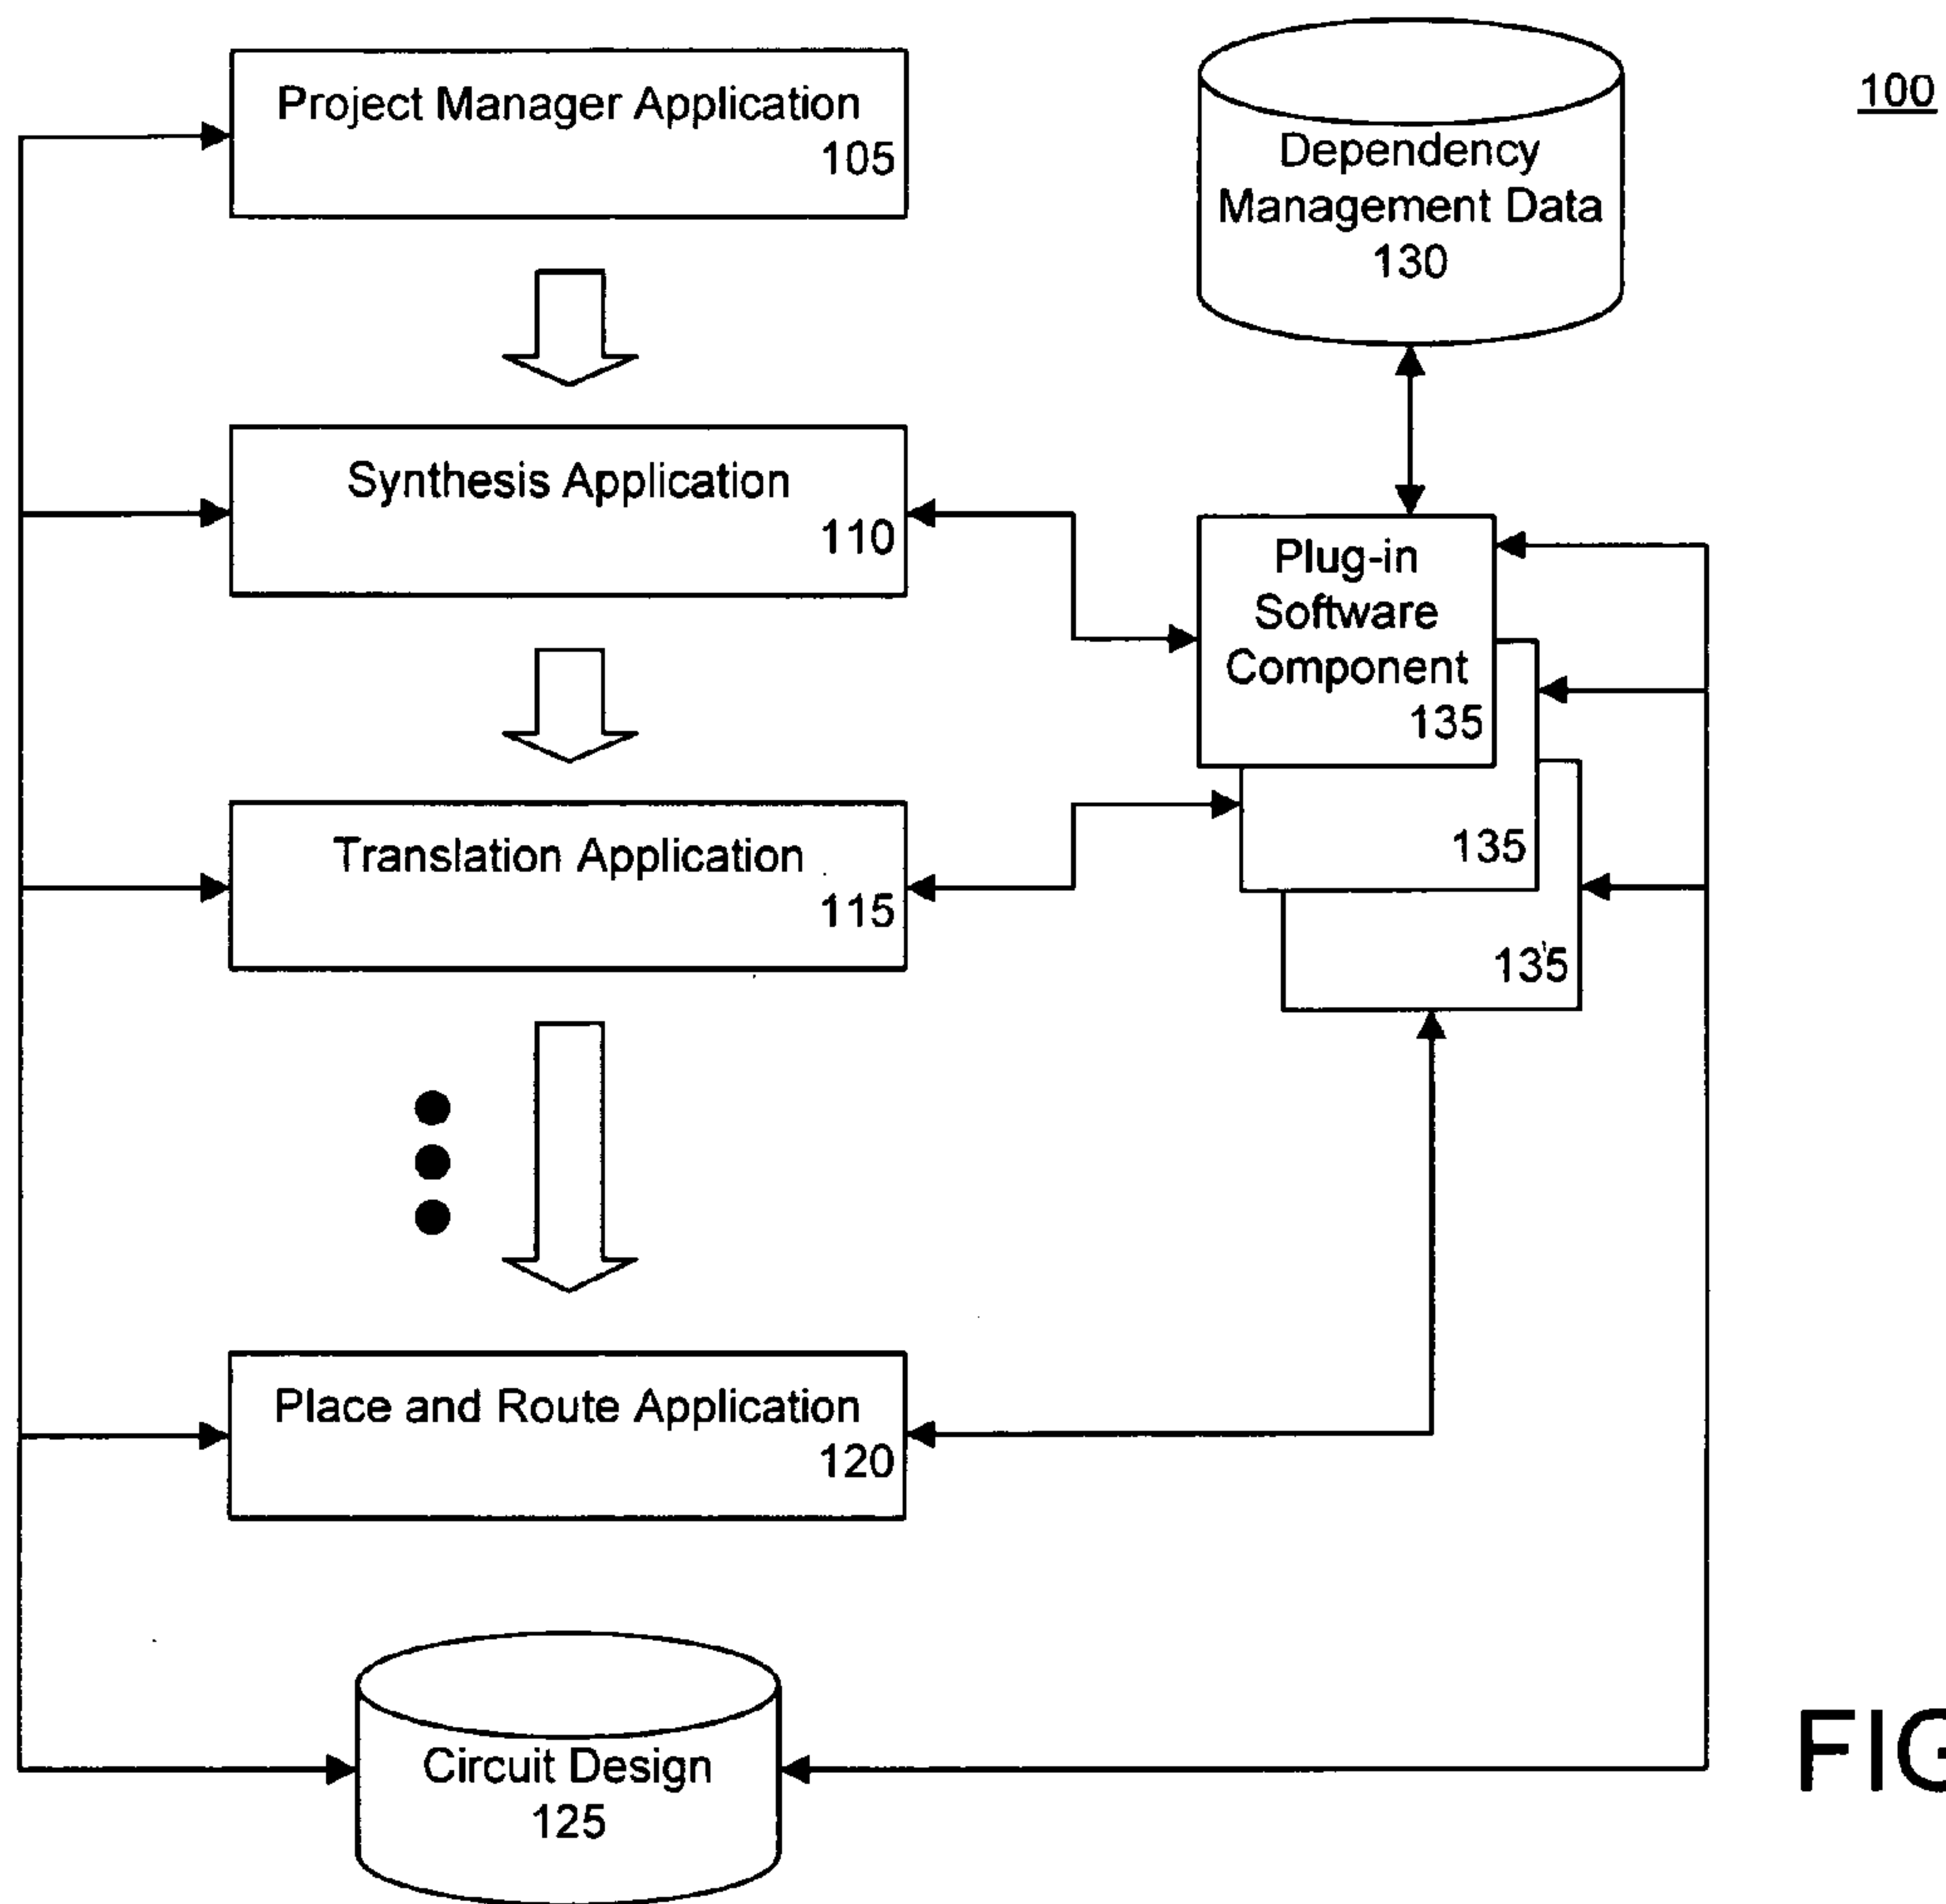 100
Project Manager Application
105
Dependency
Management Data
130
Synthesis Application
110
Plug-in
Software
Component
135
Translation Application
115
135
135
Place and Route Application
120
Circuit Design
125
FIG